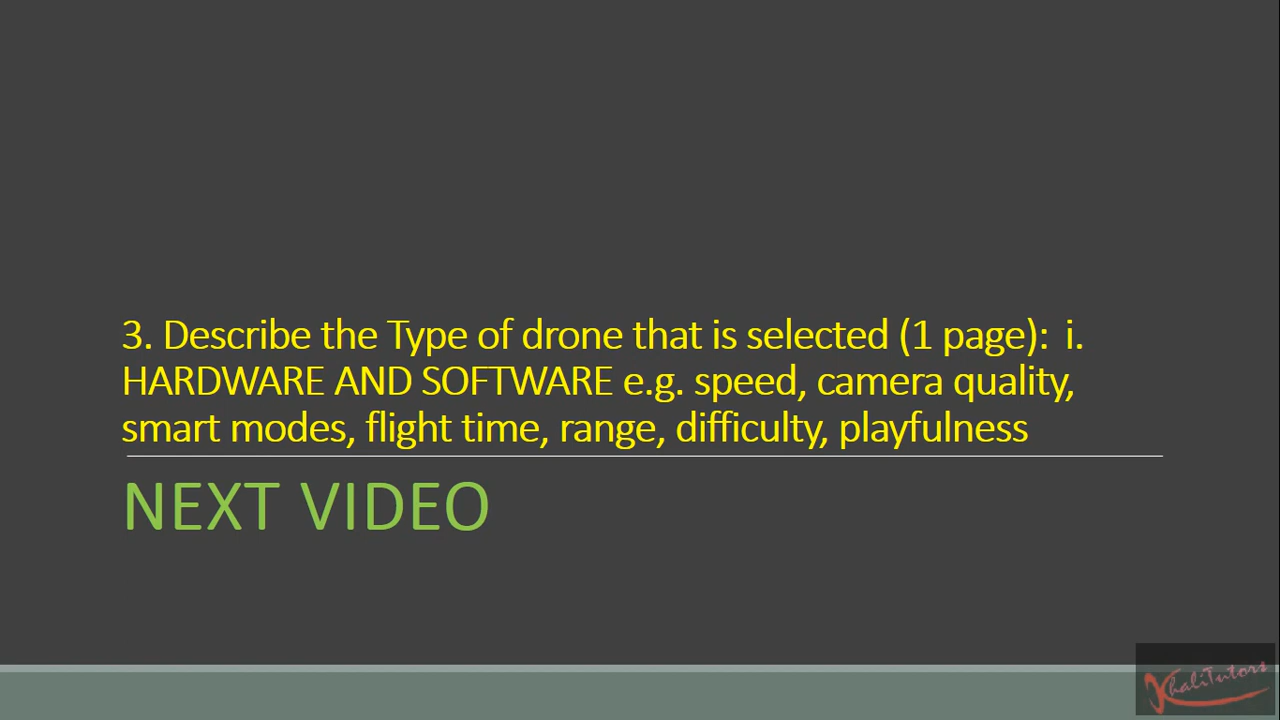 3. Describe the Type of drone that is selected (1 page):  i.
HARDWARE AND SOFTWARE e.g. speed, camera quality,
smart modes, flight time, range, difficulty, playfulness
NEXT VIDEO
KhaliTutors